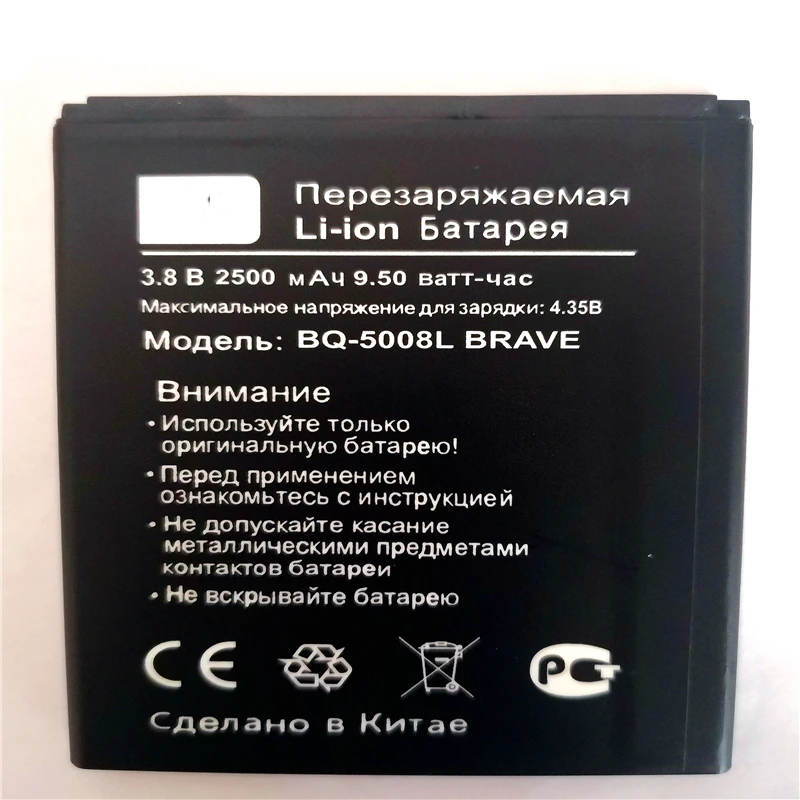 Перезаряжаемая
Li-ion Батарея
3.8 В 2500 мАч 9.50 ватт-час
Максимальное напряжение для зарядки: 4.35В
Модель: BQ-5008L BRAVE
Внимание
• Используйте только
оригинальную батарею!
• Перед применением
ознакомьтесь с инструкцией
• Не допускайте касание
металлическими предметами
контактов батареи
• Не вскрывайте батарею
CE PCT
Сделано в Китае